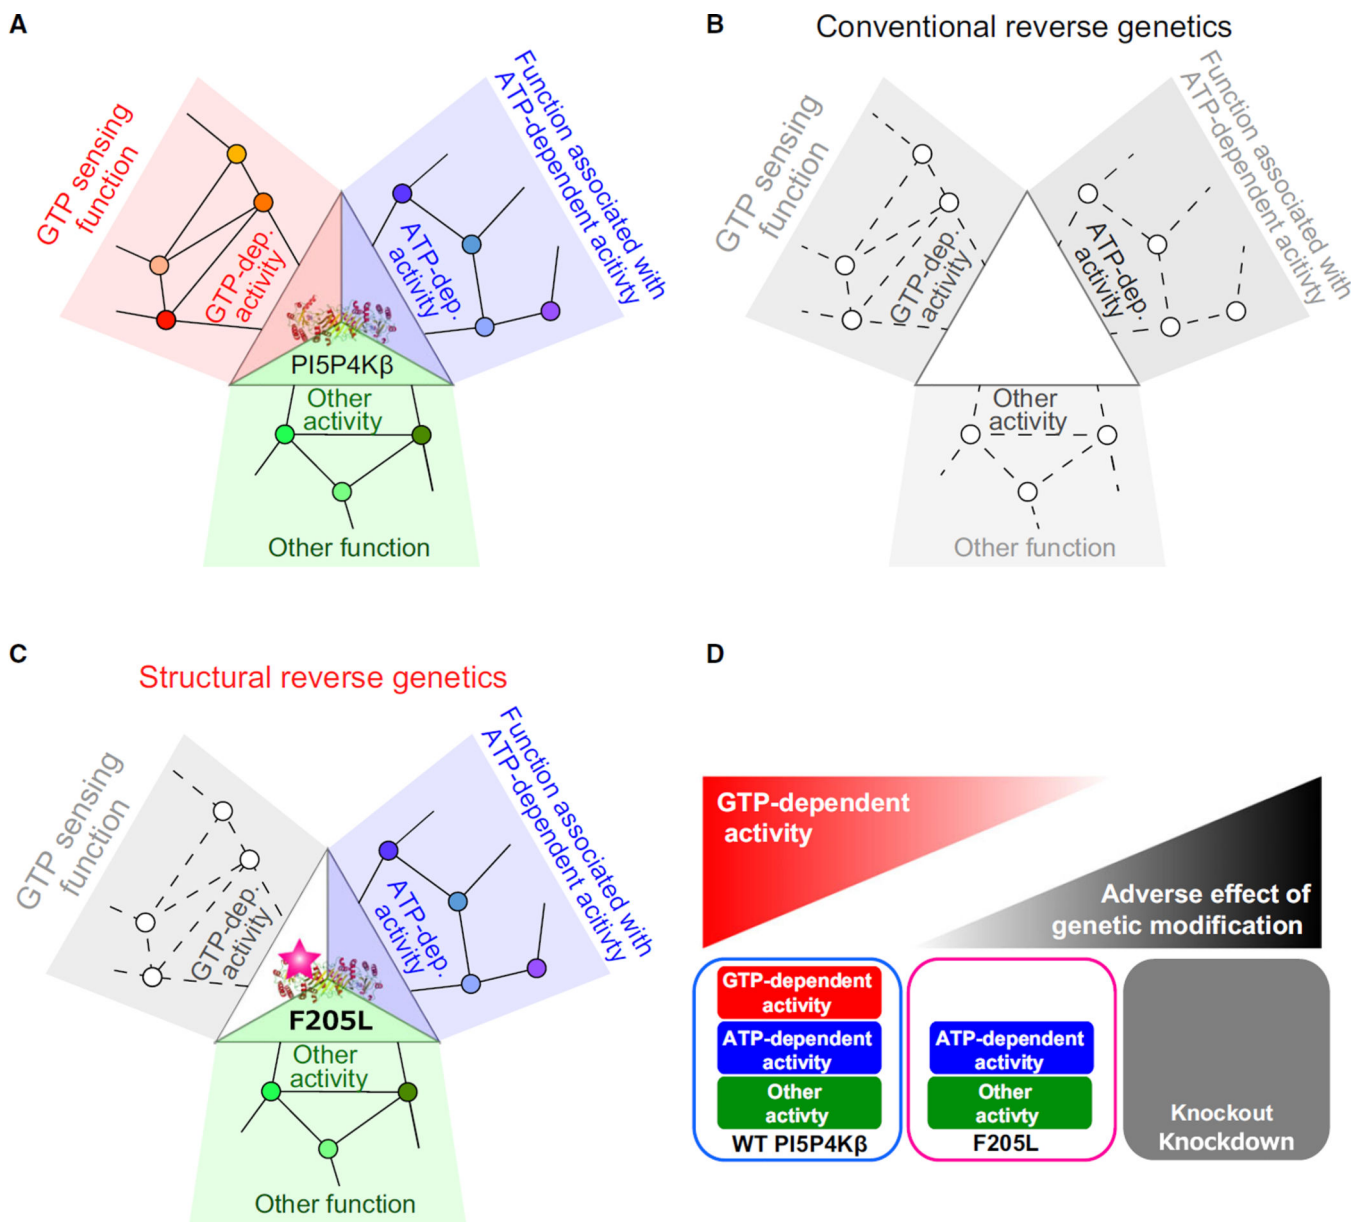 A
GTP sensing
function
Function associated with
ATP-dependent acitivty
GTP-dep.
activity
ATP-dep.
activity
PI5P4Kβ
Other
activity
Other function
B
Conventional reverse genetics
GTP sensing
function
Function associated with
ATP-dependent acitivty
GTP-dep.
activity
ATP-dep.
activity
Other
activity
Other function
C
Structural reverse genetics
GTP sensing
function
Function associated with
ATP-dependent acitivty
GTP-dep.
activity
ATP-dep.
activity
F205L
Other
activity
Other function
D
GTP-dependent
activity
Adverse effect of
genetic modification
GTP-dependent
activity
ATP-dependent
activity
Other
activty
WT PI5P4Kβ
ATP-dependent
activity
Other
activty
F205L
Knockout
Knockdown